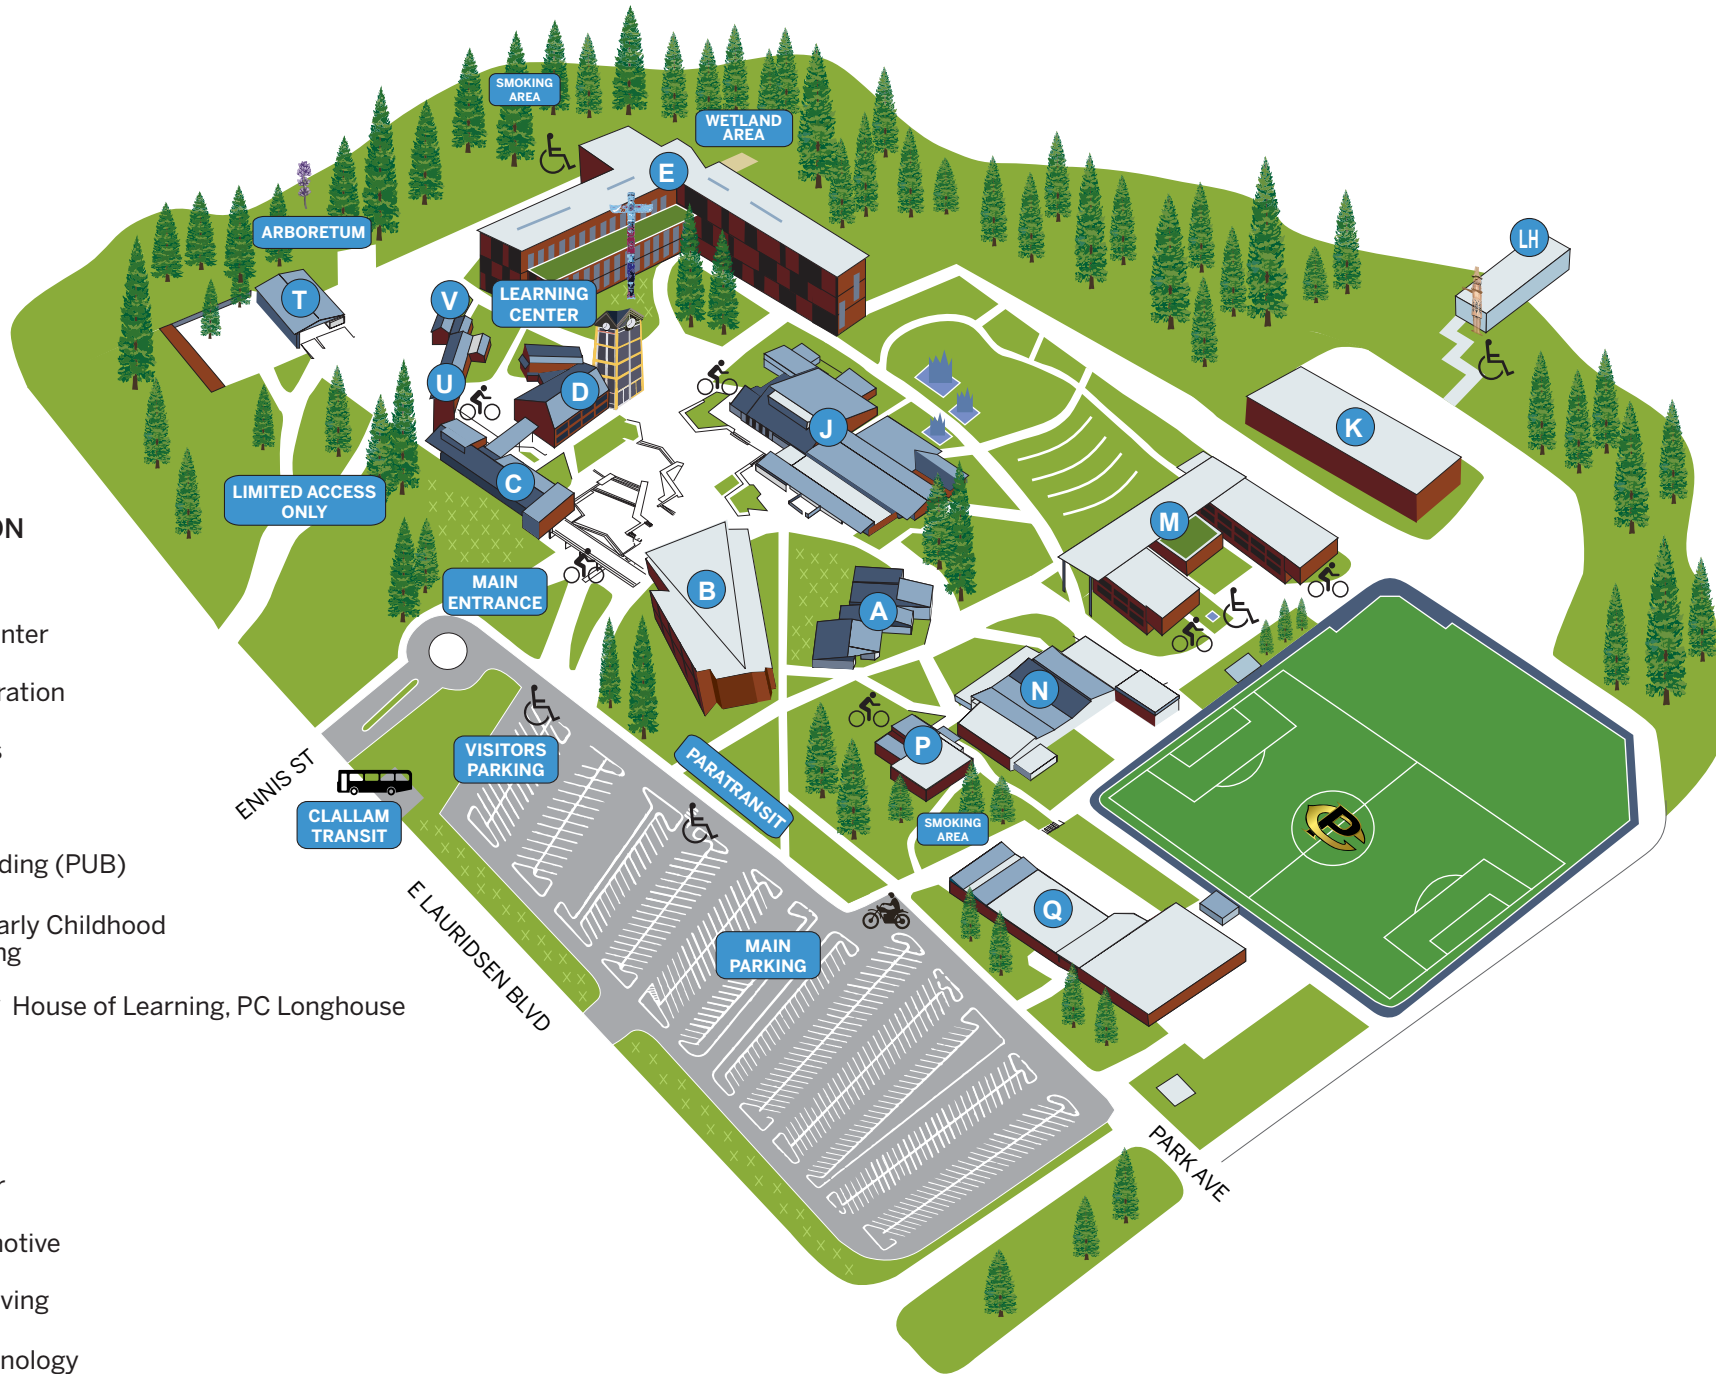 SMOKING
AREA
WETLAND
AREA
E
ARBORETUM
LH
T
V
LEARNING
CENTER
U
D
J
K
LIMITED ACCESS
ONLY
C
M
MAIN
ENTRANCE
B
A
N
P
VISITORS
PARKING
PARATRANSIT
ENNIS ST
CLALLAM
TRANSIT
SMOKING
AREA
P
Q
E LAURIDSEN BLVD
MAIN
PARKING
PARK AVE
ON
nter
ration
s
ding (PUB)
arly Childhood
ng
House of Learning, PC Longhouse
r
notive
ving
nology